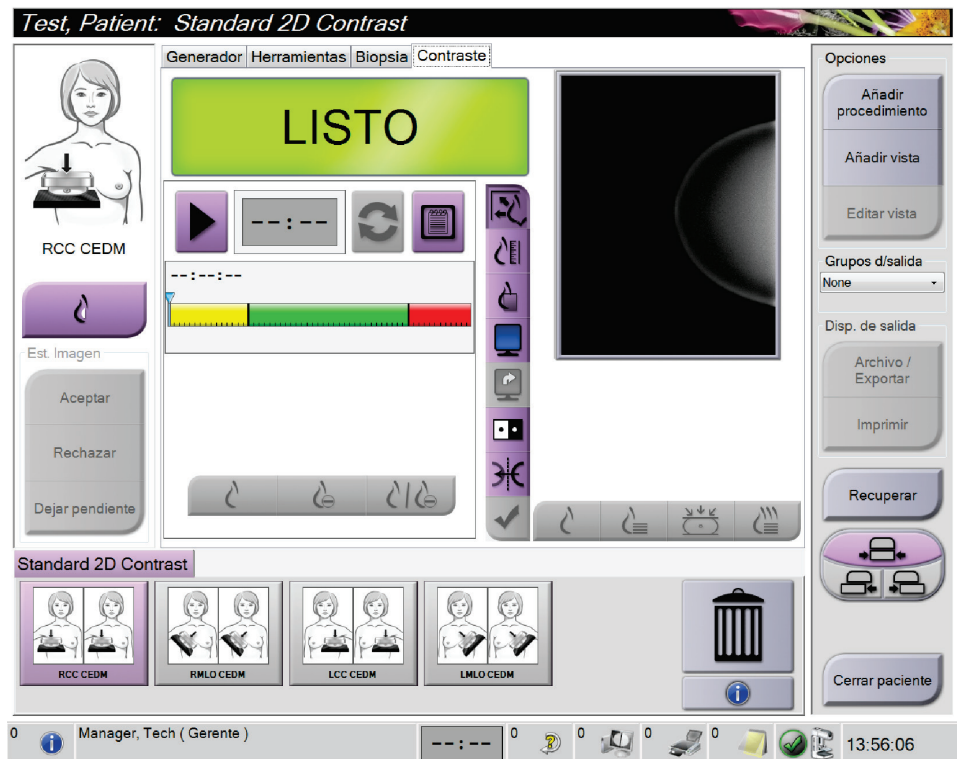 Test, Patient: Standard 2D Contrast
Generador Herramientas Biopsia Contraste
LISTO
--:--
--:--:--
RCC CEDM
Est. Imagen
Aceptar
Rechazar
Dejar pendiente
Opciones
Añadir
procedimiento
Añadir vista
Editar vista
Grupos d/salida
None
Disp. de salida
Archivo /
Exportar
Imprimir
Recuperar
Cerrar paciente
Standard 2D Contrast
RCC CEDM
RMLO CEDM
LCC CEDM
LMLO CEDM
0 Manager, Tech ( Gerente ) --:-- 0 0 0 0 13:56:06